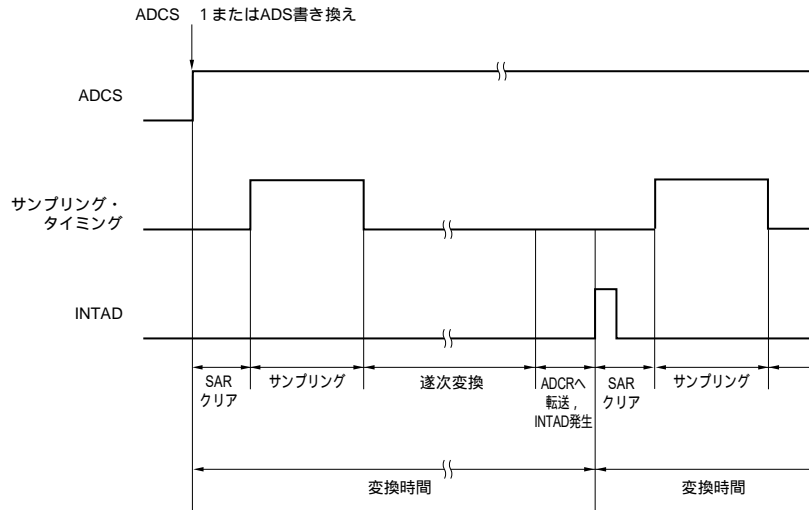 ADCS 1またはADS書き換え
ADCS
サンプリング・
タイミング
INTAD
SAR
クリア
サンプリング
逐次変換
ADCRへ
転送,
INTAD発生
SAR
クリア
サンプリング
変換時間
変換時間